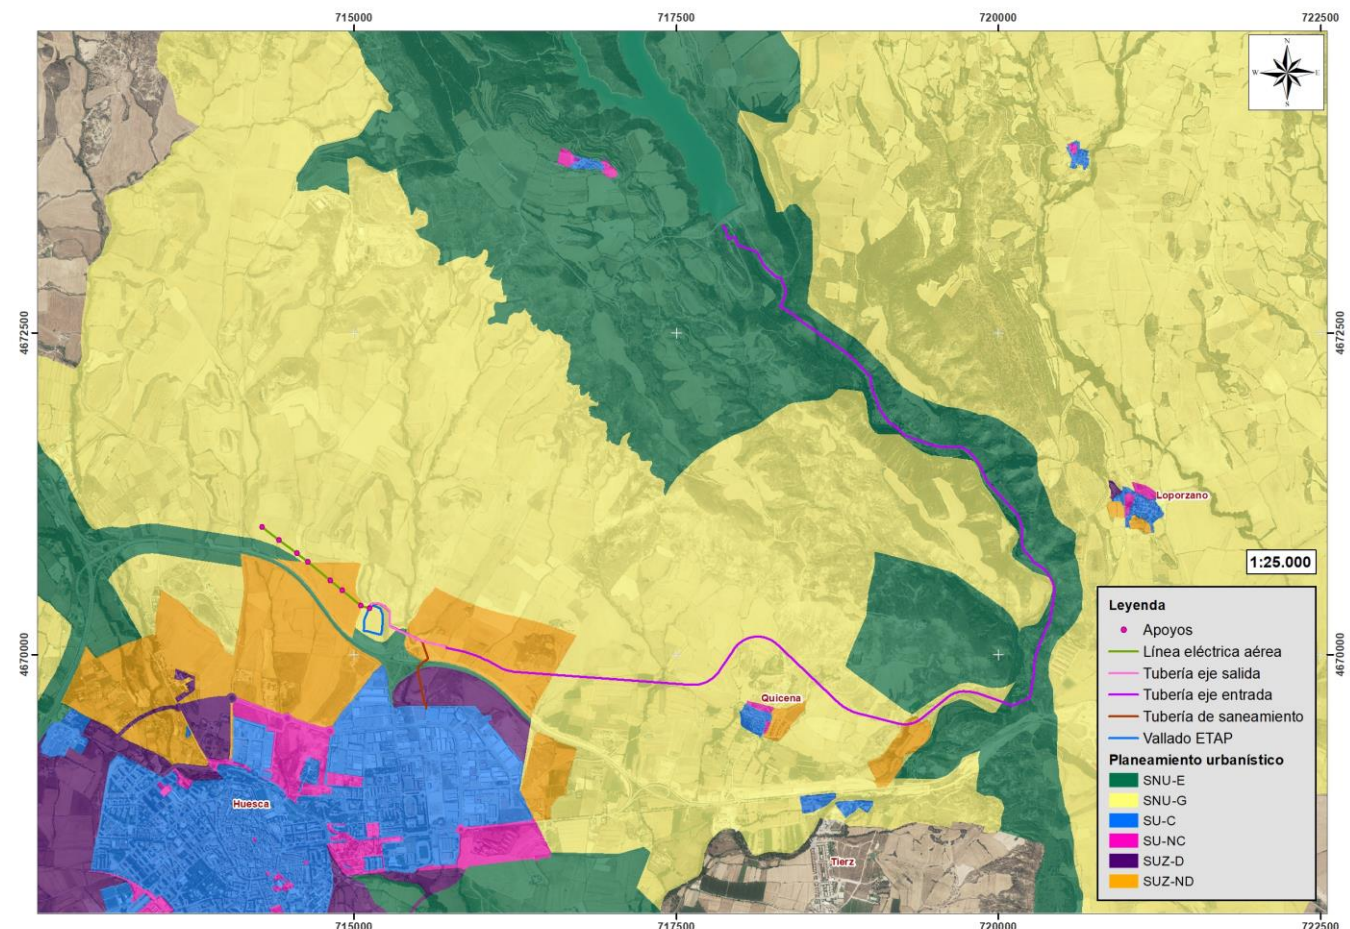 715000
717500
720000
722500
N
W
E
S
4672500
4672500
Loporzano
1:25.000
Leyenda
Apoyos
Línea eléctrica aérea
Tubería eje salida
Tubería eje entrada
Tubería de saneamiento
Vallado ETAP
Planeamiento urbanístico
SNU-E
SNU-G
SU-C
SU-NC
SUZ-D
SUZ-ND
4670000
4670000
Quicena
Huesca
Tierz
715000
717500
720000
722500